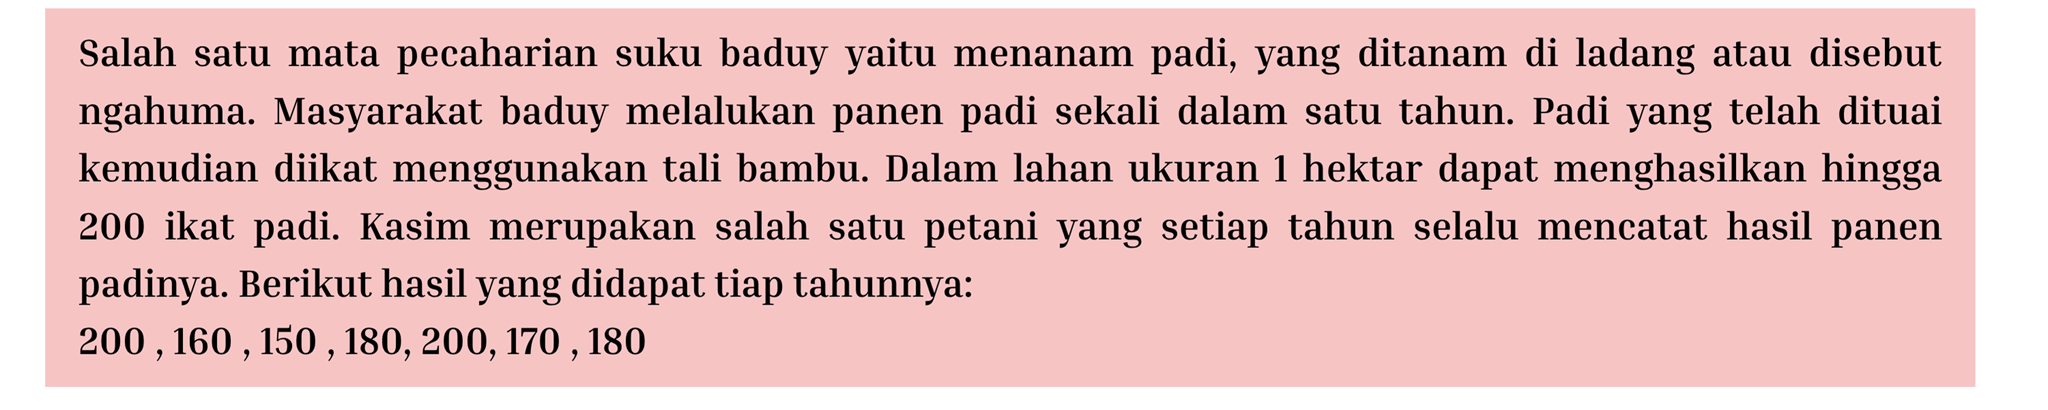 Salah satu mata pecaharian suku baduy yaitu menanam padi, yang ditanam di ladang atau disebut
ngahuma. Masyarakat baduy melalukan panen padi sekali dalam satu tahun. Padi yang telah dituai
kemudian diikat menggunakan tali bambu. Dalam lahan ukuran 1 hektar dapat menghasilkan hingga
200 ikat padi. Kasim merupakan salah satu petani yang setiap tahun selalu mencatat hasil panen
padinya. Berikut hasil yang didapat tiap tahunnya:
200 , 160 , 150 , 180, 200, 170 , 180